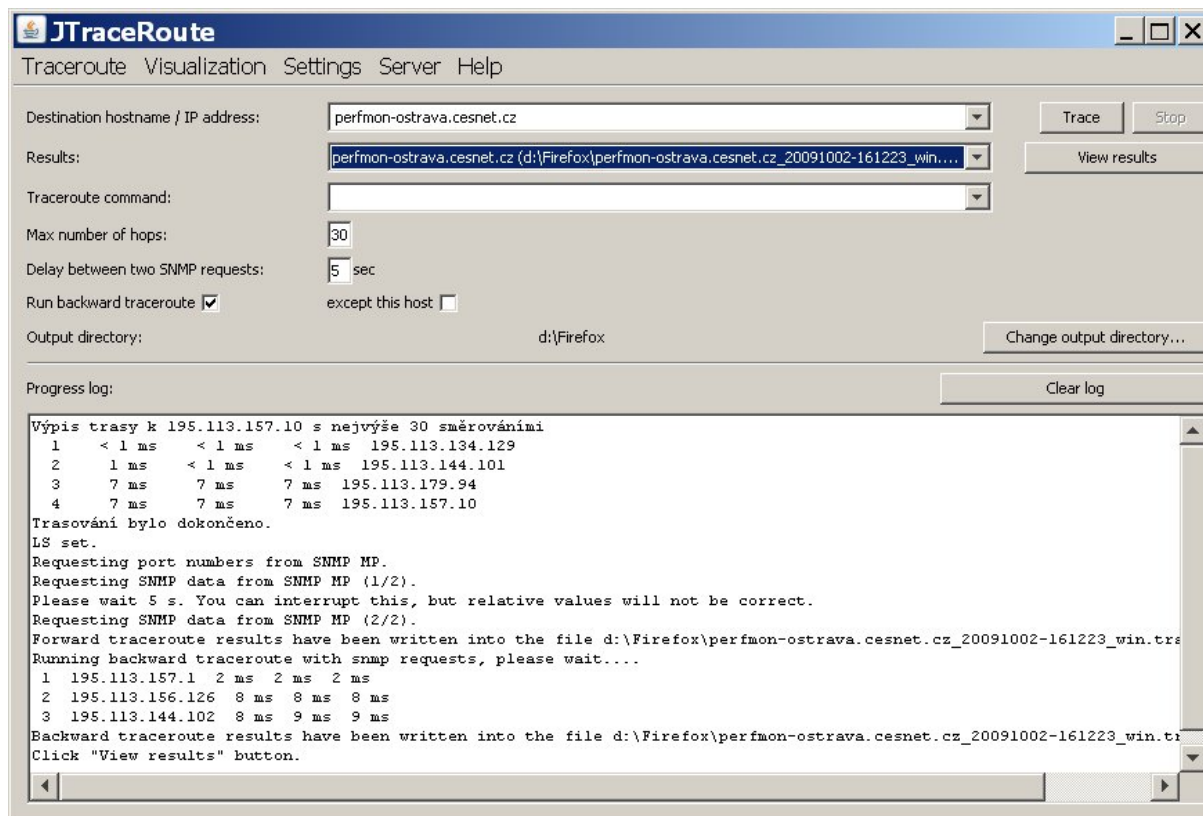 JTraceRoute
Traceroute Visualization Settings Server Help
Destination hostname / IP address: perfmon-ostrava.cesnet.cz Trace Stop
Results: perfmon-ostrava.cesnet.cz (d:\Firefox\perfmon-ostrava.cesnet.cz_20091002-161223_win.... View results
Traceroute command:
Max number of hops: 30
Delay between two SNMP requests: 5 sec
Run backward traceroute except this host
Output directory: d:\Firefox Change output directory...
Progress log: Clear log
Výpis trasy k 195.113.157.10 s nejvýše 30 směrováními
1 < 1 ms < 1 ms < 1 ms 195.113.134.129
2 1 ms < 1 ms < 1 ms 195.113.144.101
3 7 ms 7 ms 7 ms 195.113.179.94
4 7 ms 7 ms 7 ms 195.113.157.10
Trasování bylo dokončeno.
LS set.
Requesting port numbers from SNMP MP.
Requesting SNMP data from SNMP MP (1/2).
Please wait 5 s. You can interrupt this, but relative values will not be correct.
Requesting SNMP data from SNMP MP (2/2).
Forward traceroute results have been written into the file d:\Firefox\perfmon-ostrava.cesnet.cz_20091002-161223_win.tra
Running backward traceroute with snmp requests, please wait....
1 195.113.157.1 2 ms 2 ms 2 ms
2 195.113.156.126 8 ms 8 ms 8 ms
3 195.113.144.102 8 ms 9 ms 9 ms
Backward traceroute results have been written into the file d:\Firefox\perfmon-ostrava.cesnet.cz_20091002-161223_win.tr
Click "View results" button.